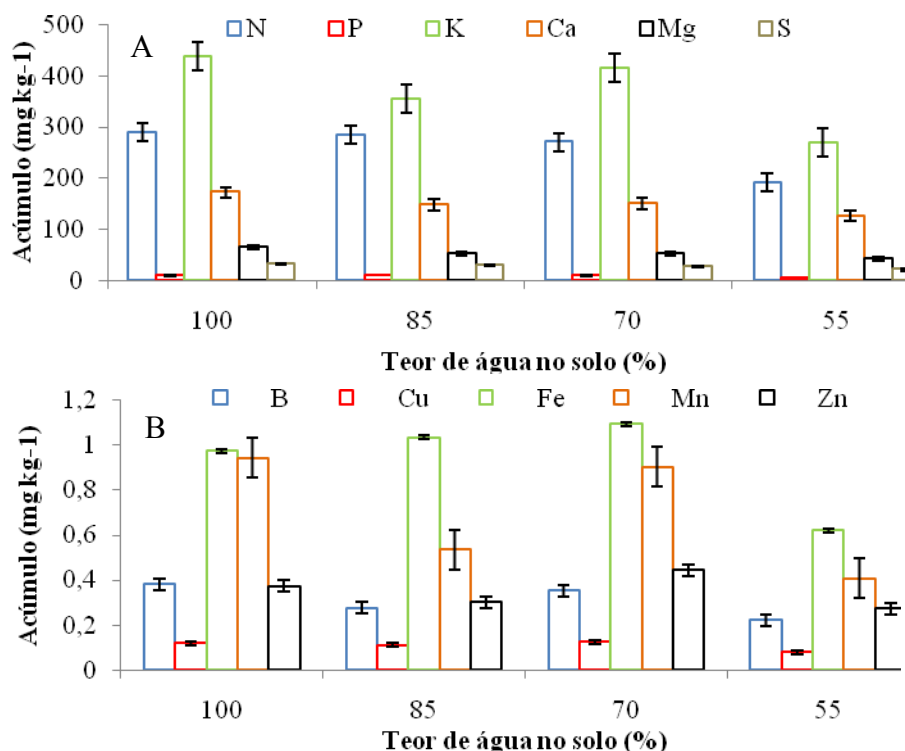 A
N P K Ca Mg S
500
400
300
200
100
0
Acúmulo (mg kg-1)
100 85 70 55
Teor de água no solo (%)
B
B Cu Fe Mn Zn
1,2
1
0,8
0,6
0,4
0,2
0
Acúmulo (mg kg-1)
100 85 70 55
Teor de água no solo (%)